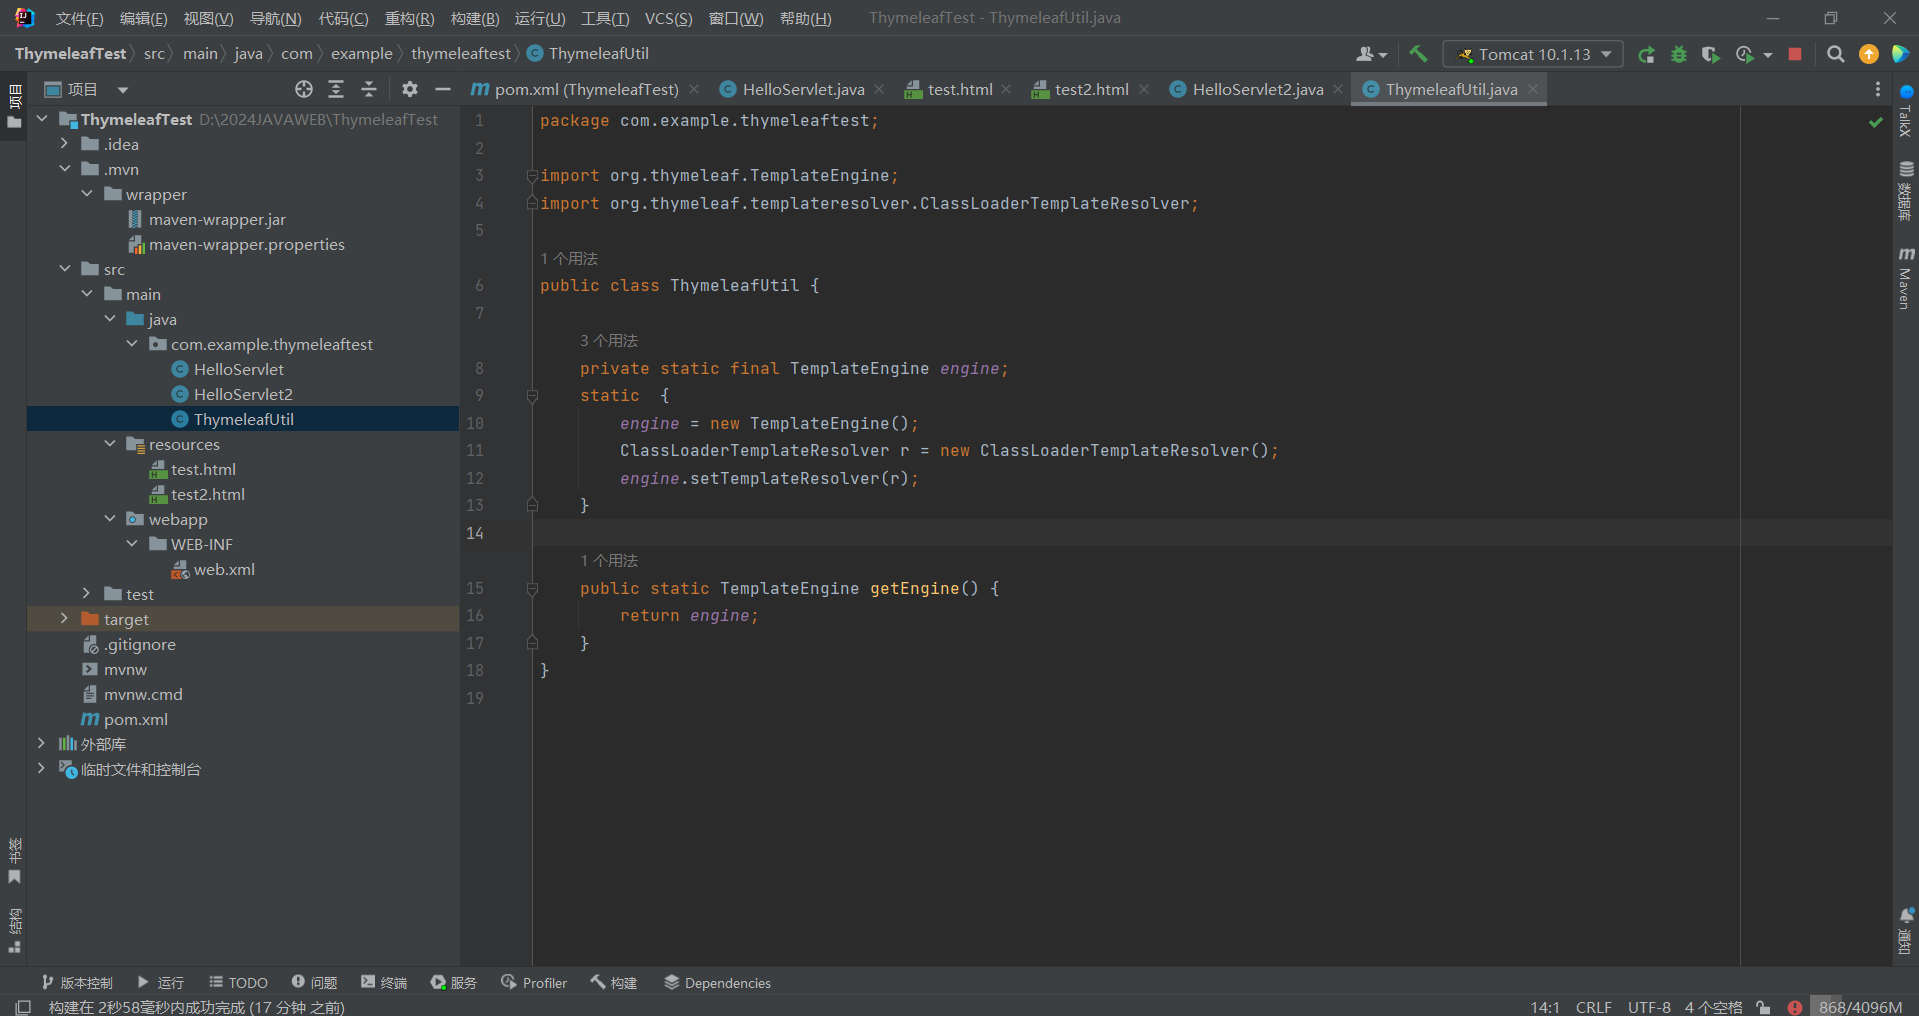 文件(F) 编辑(E) 视图(V) 导航(N) 代码(C) 重构(R) 构建(B) 运行(U) 工具(T) VCS(S) 窗口(W) 帮助(H) ThymeleafTest - ThymeleafUtil.java
ThymeleafTest src main java com example thymeleaftest ThymeleafUtil
Tomcat 10.1.13
项目
项目
pom.xml (ThymeleafTest) HelloServlet.java test.html test2.html HelloServlet2.java ThymeleafUtil.java
ThymeleafTest D:\2024JAVAWEB\ThymeleafTest
.idea
.mvn
wrapper
maven-wrapper.jar
maven-wrapper.properties
src
main
java
com.example.thymeleaftest
HelloServlet
HelloServlet2
ThymeleafUtil
resources
test.html
test2.html
webapp
WEB-INF
web.xml
test
target
.gitignore
mvnw
mvnw.cmd
pom.xml
外部库
临时文件和控制台
书签
结构
1 package com.example.thymeleaftest;
2
3 import org.thymeleaf.TemplateEngine;
4 import org.thymeleaf.templateresolver.ClassLoaderTemplateResolver;
5
1 个用法
6 public class ThymeleafUtil {
7
3 个用法
8 private static final TemplateEngine engine;
9 static {
10 engine = new TemplateEngine();
11 ClassLoaderTemplateResolver r = new ClassLoaderTemplateResolver();
12 engine.setTemplateResolver(r);
13 }
14
1 个用法
15 public static TemplateEngine getEngine() {
16 return engine;
17 }
18 }
19
TalkX
数据库
Maven
通知
版本控制 运行 TODO 问题 终端 服务 Profiler 构建 Dependencies
构建在 2秒58毫秒内成功完成 (17 分钟 之前)
14:1 CRLF UTF-8 4 个空格 868/4096M